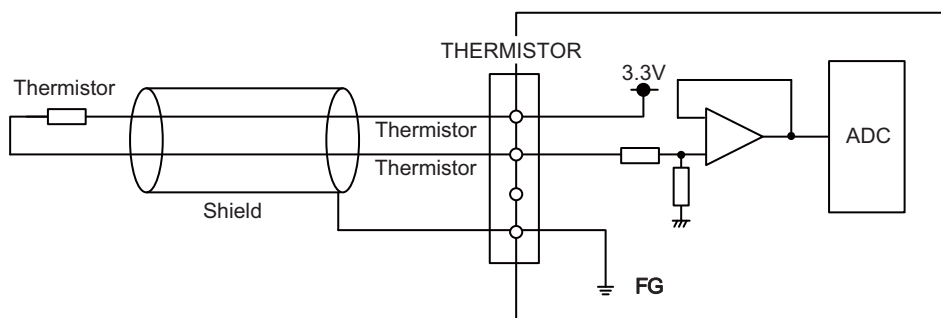 THERMISTOR
Thermistor
3.3V
Thermistor
ADC
Thermistor
Shield
FG